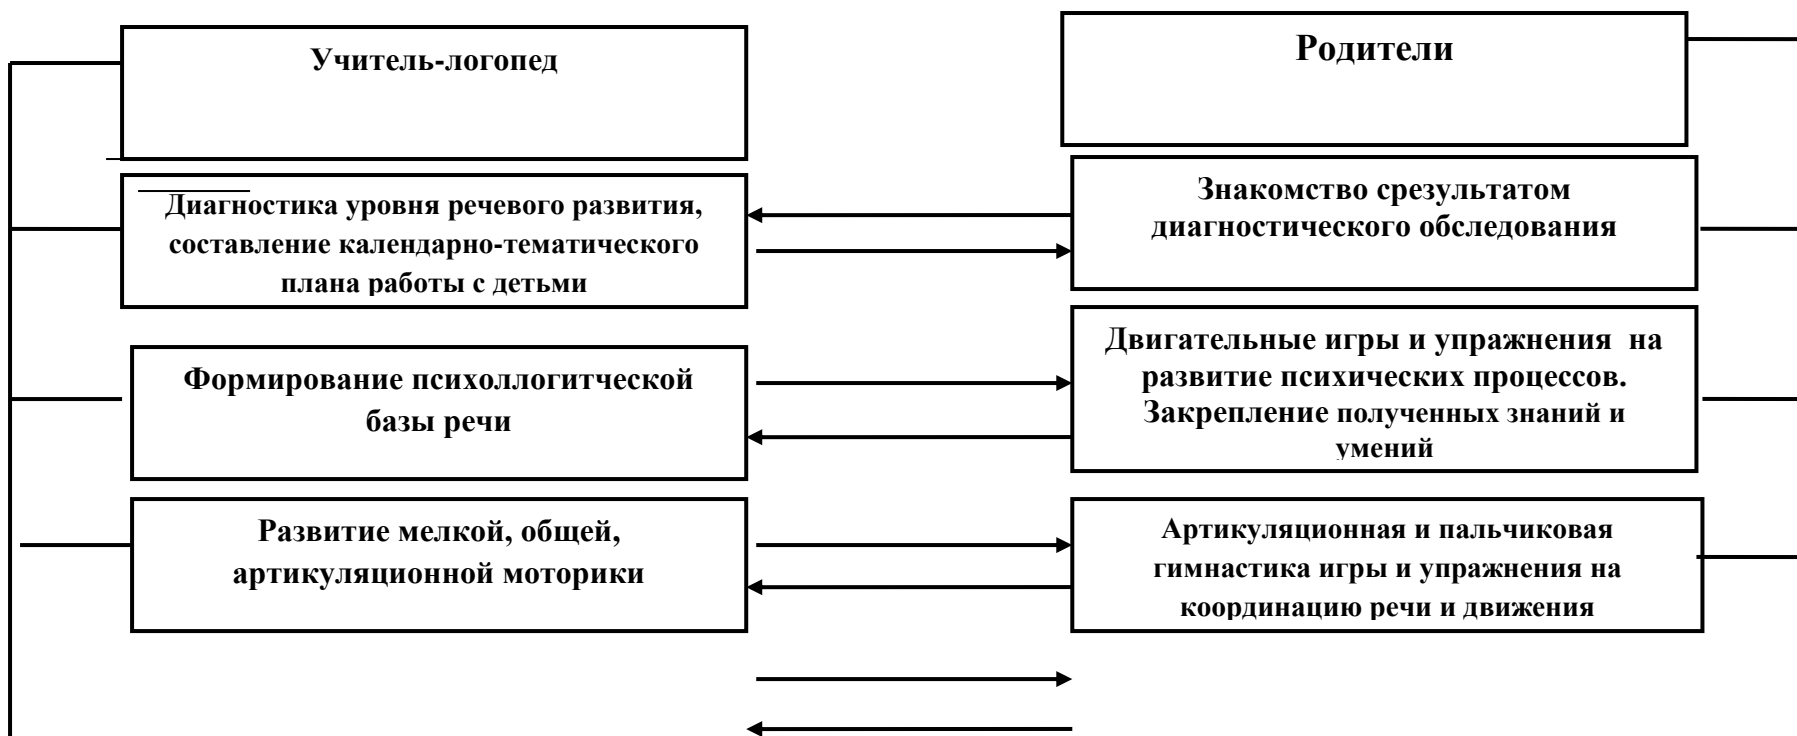 Учитель-логопед
Родители
Диагностика уровня речевого развития,
составление календарно-тематического
плана работы с детьми
Знакомство срезультатом
диагностического обследования
Формирование психоллогитческой
базы речи
Двигательные игры и упражнения на
развитие психических процессов.
Закрепление полученных знаний и
умений
Развитие мелкой, общей,
артикуляционной моторики
Артикуляционная и пальчиковая
гимнастика игры и упражнения на
координацию речи и движения